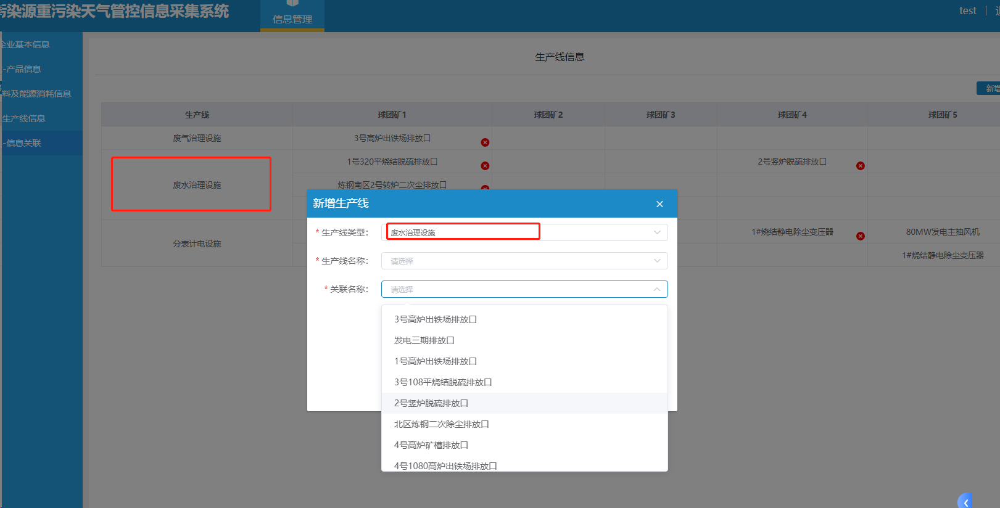 污染源重污染天气管控信息采集系统
信息管理
test
企业基本信息
-产品信息
料及能源消耗信息
生产线信息
-信息关联
生产线信息
新增
生产线 球团矿1 球团矿2 球团矿3 球团矿4 球团矿5
废气治理设施 3号高炉出铁场排放口
1号320平烧结脱硫排放口 2号竖炉脱硫排放口
废水治理设施 炼钢南区2号转炉二次尘排放口
分表计电设施 1#烧结静电除尘变压器 80MW发电主抽风机
1#烧结静电除尘变压器
新增生产线
* 生产线类型： 废水治理设施
* 生产线名称： 请选择
* 关联名称： 请选择
3号高炉出铁场排放口
发电三期排放口
1号高炉出铁场排放口
3号108平烧结脱硫排放口
2号竖炉脱硫排放口
北区炼钢二次除尘排放口
4号高炉矿槽排放口
4号1080高炉出铁场排放口